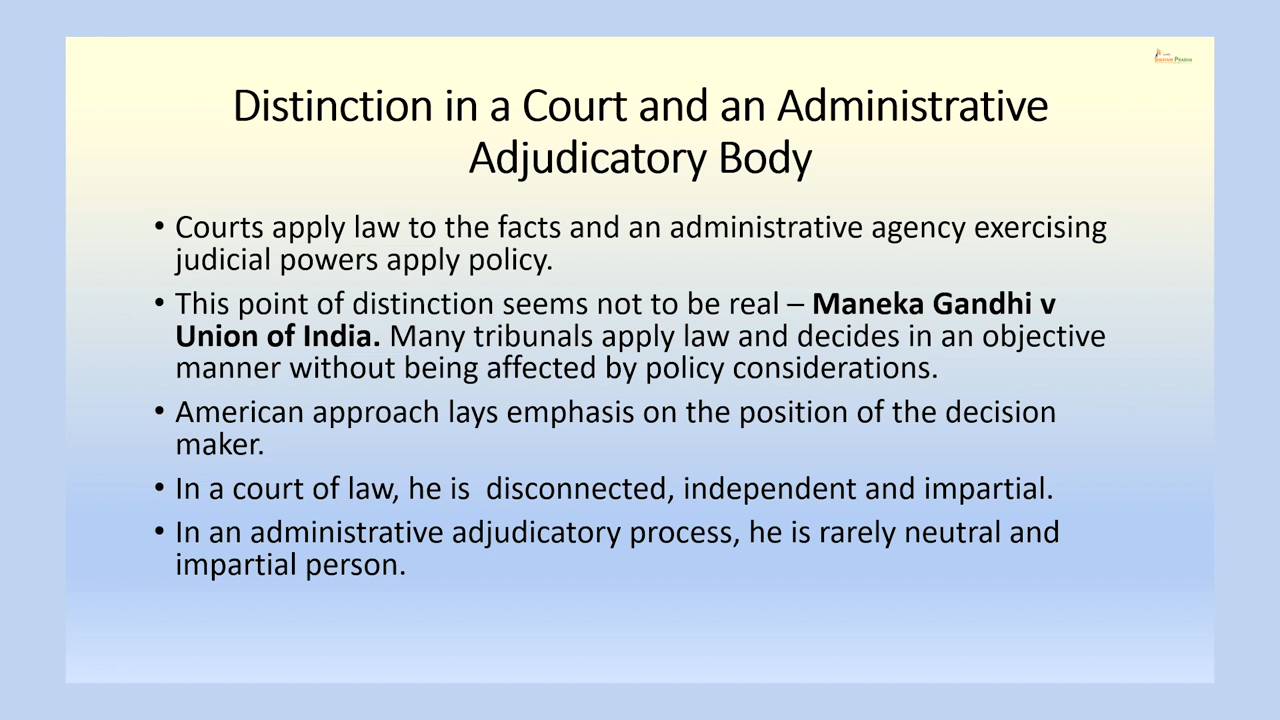 Distinction in a Court and an Administrative
Adjudicatory Body
• Courts apply law to the facts and an administrative agency exercising
judicial powers apply policy.
• This point of distinction seems not to be real – Maneka Gandhi v
Union of India. Many tribunals apply law and decides in an objective
manner without being affected by policy considerations.
• American approach lays emphasis on the position of the decision
maker.
• In a court of law, he is  disconnected, independent and impartial.
• In an administrative adjudicatory process, he is rarely neutral and
impartial person.